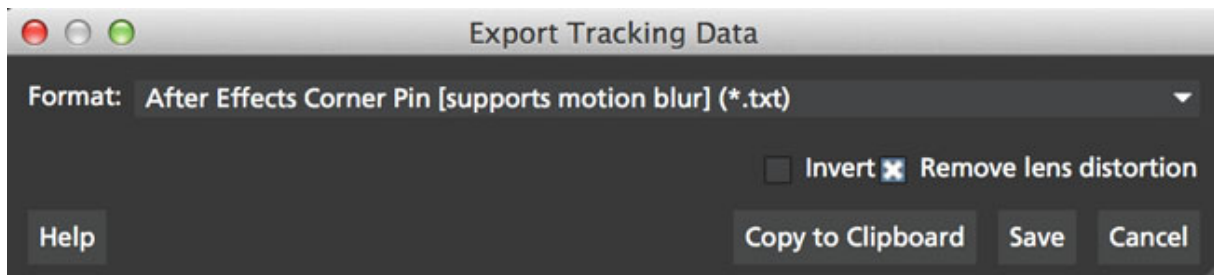 Export Tracking Data
Format: After Effects Corner Pin [supports motion blur] (*.txt)
Invert Remove lens distortion
Help Copy to Clipboard Save Cancel